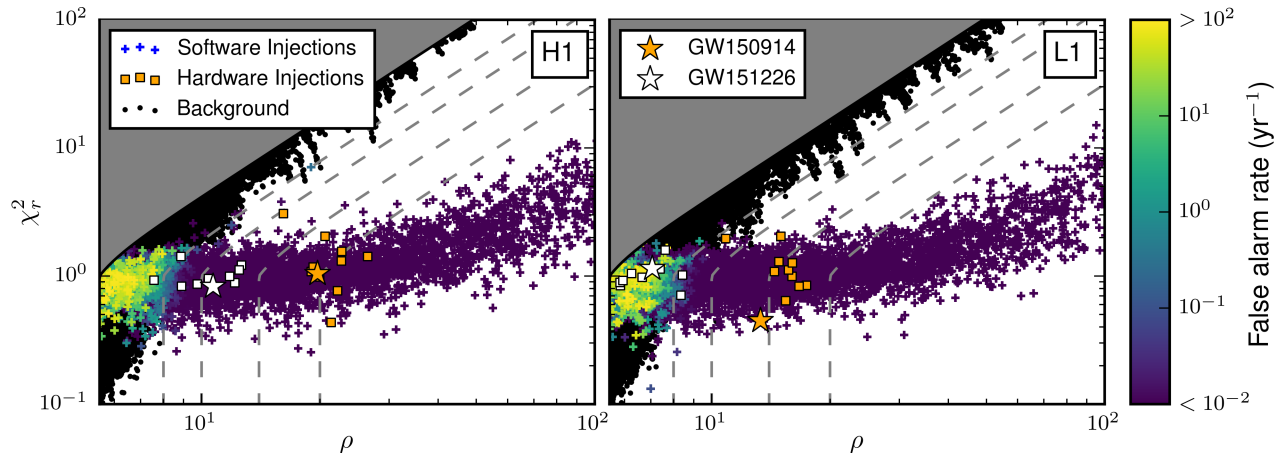 10²
10¹
10⁰
10⁻¹
χᵣ²
Software Injections
Hardware Injections
Background
H1
10¹
10²
ρ
GW150914
GW151226
L1
10¹
10²
ρ
> 10²
10¹
10⁰
10⁻¹
< 10⁻²
False alarm rate (yr⁻¹)